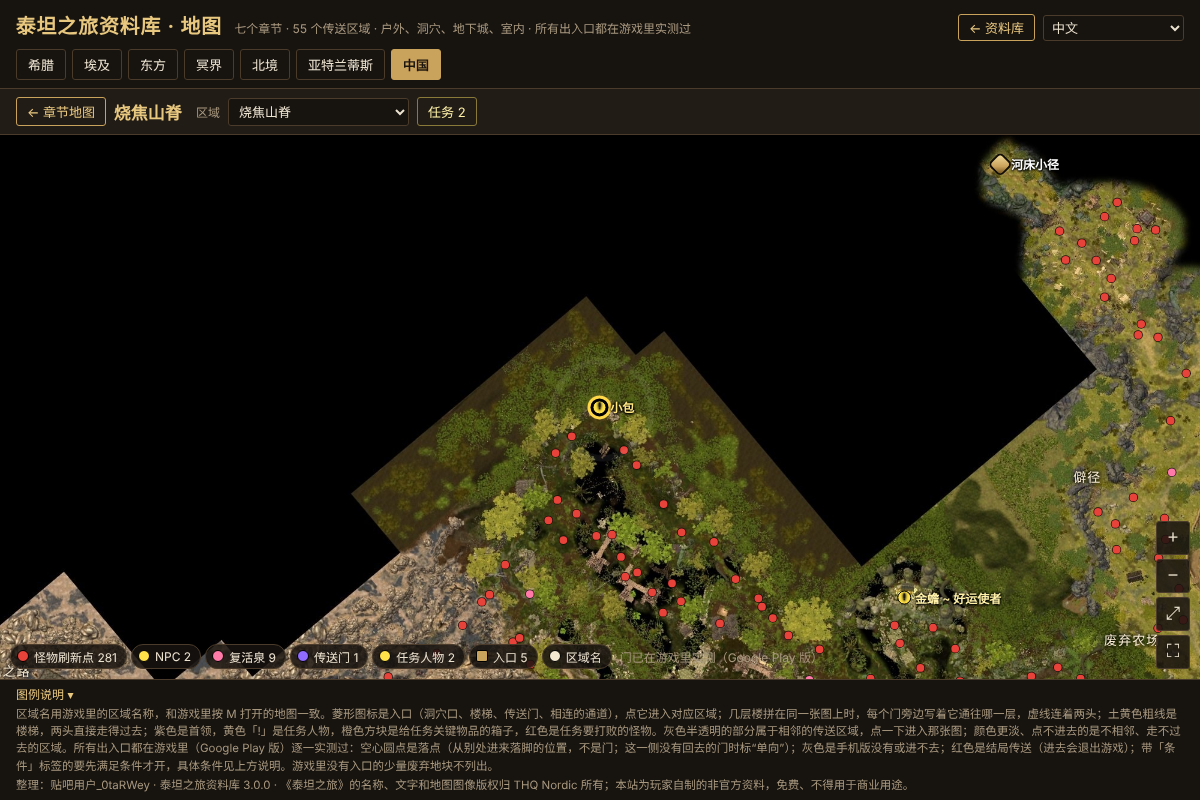 泰坦之旅资料库 · 地图
七个章节 · 55 个传送区域 · 户外、洞穴、地下城、室内 · 所有出入口都在游戏里实测过
← 资料库
中文
希腊
埃及
东方
冥界
北境
亚特兰蒂斯
中国
← 章节地图
烧焦山脊
区域
烧焦山脊
任务 2
河床小径
小包
僻径
金蟾 ~ 好运使者
废弃农场
之路
怪物刷新点 281
NPC 2
复活泉 9
传送门 1
任务人物 2
入口 5
区域名
门已在游戏里实测（Google Play 版）
图例说明 ▾
区域名用游戏里的区域名称，和游戏里按 M 打开的地图一致。菱形图标是入口（洞穴口、楼梯、传送门、相连的通道），点它进入对应区域；几层楼拼在同一张图上时，每个门旁边写着它通往哪一层，虚线连着两头；土黄色粗线是
楼梯，两头直接走得过去；紫色是首领，黄色「!」是任务人物，橙色方块是给任务关键物品的箱子，红色是任务要打败的怪物。灰色半透明的部分属于相邻的传送区域，点一下进入那张图；颜色更淡、点不进去的是不相邻、走不过
去的区域。所有出入口都在游戏里（Google Play 版）逐一实测过：空心圆点是落点（从别处进来落脚的位置，不是门；这一侧没有回去的门时标“单向”）；灰色是手机版没有或进不去；红色是结局传送（进去会退出游戏）；带「条
件」标签的要先满足条件才开，具体条件见上方说明。游戏里没有入口的少量废弃地块不列出。
整理：贴吧用户_0taRWey · 泰坦之旅资料库 3.0.0 · 《泰坦之旅》的名称、文字和地图图像版权归 THQ Nordic 所有；本站为玩家自制的非官方资料，免费、不得用于商业用途。